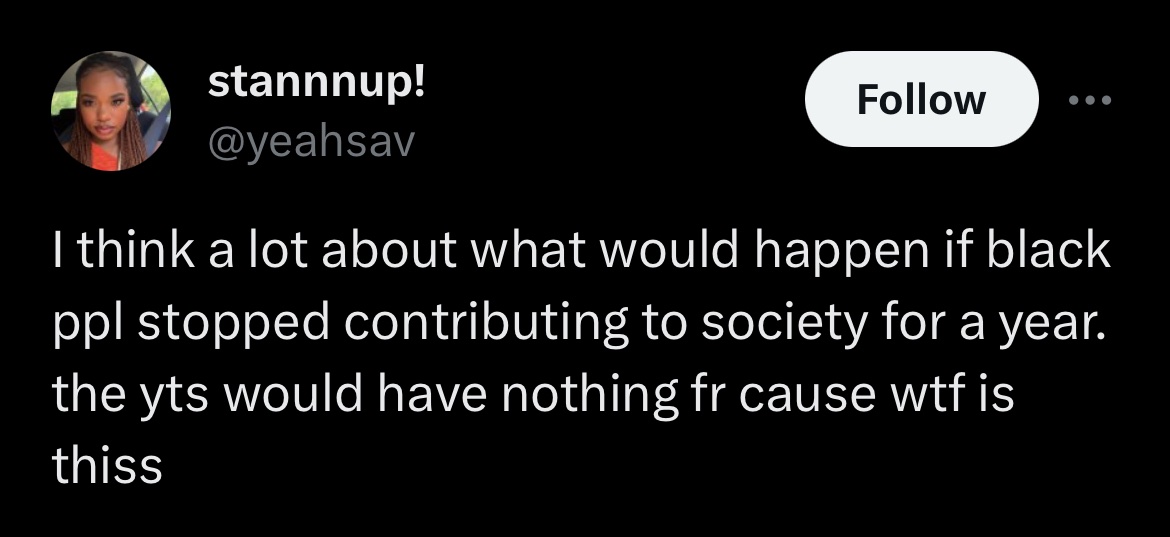 stannnup!
@yeahsav
Follow
I think a lot about what would happen if black
ppl stopped contributing to society for a year.
the yts would have nothing fr cause wtf is
thiss